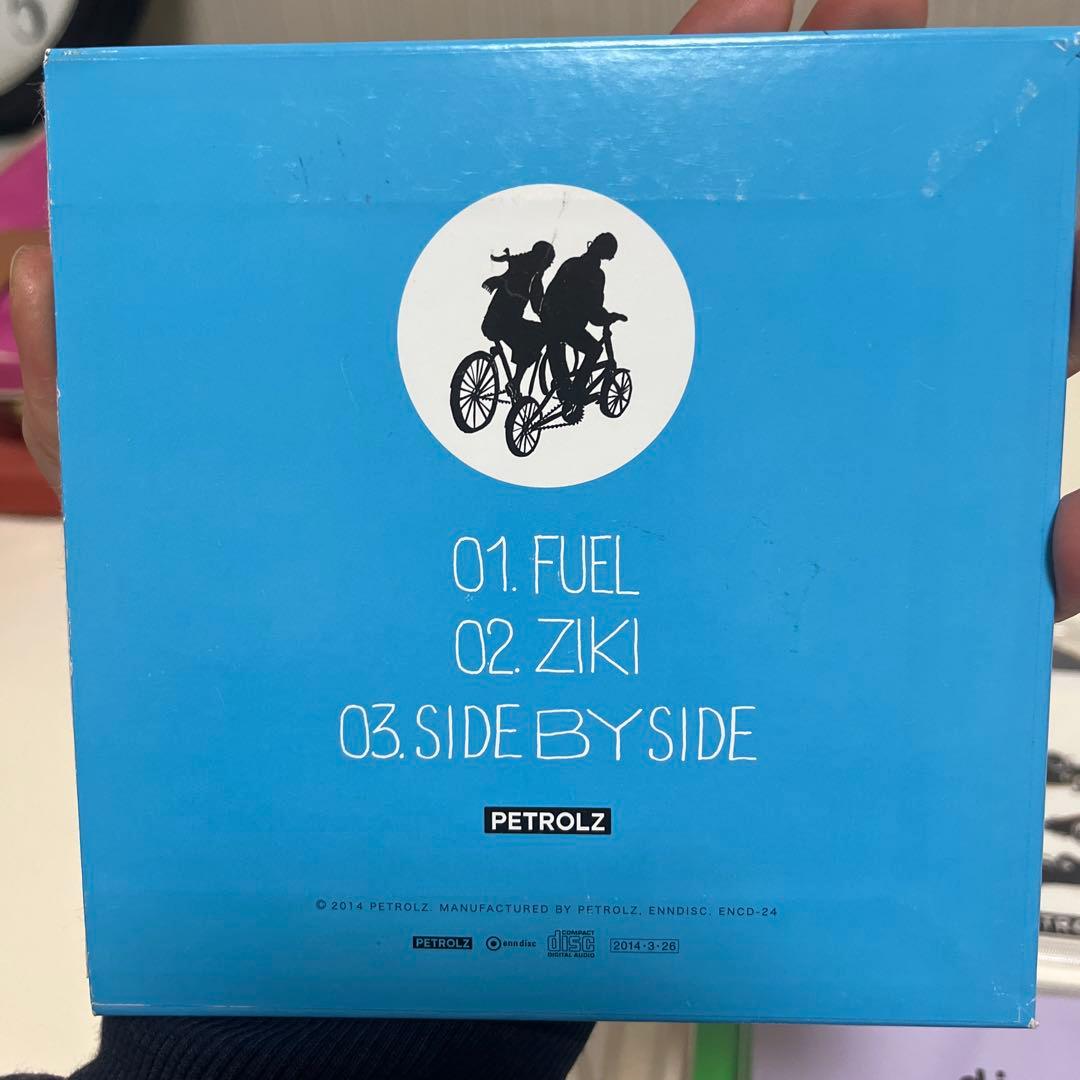 01. FUEL
02. ZIKI
03. SIDE BY SIDE
PETROLZ
© 2014 PETROLZ. MANUFACTURED BY PETROLZ, ENNDISC. ENCD-24
PETROLZ enndisc COMPACT disc DIGITAL AUDIO 2014・3・26